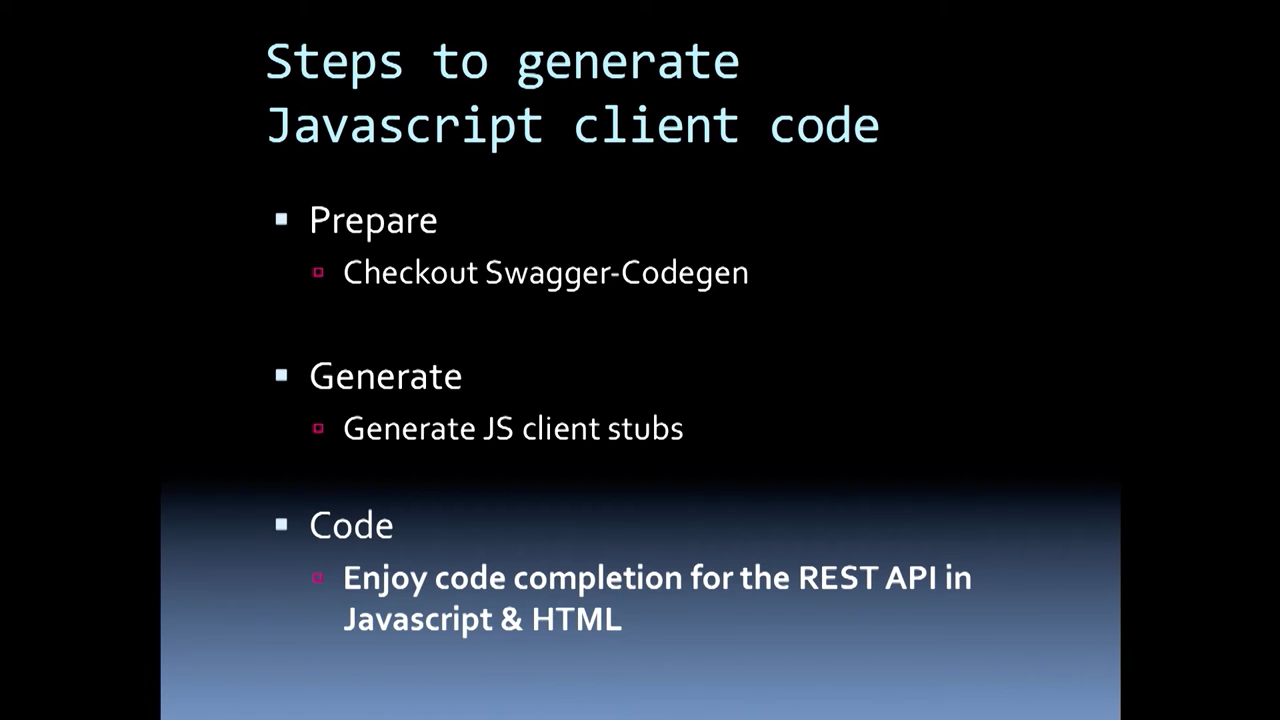 Steps to generate
Javascript client code
Prepare
Checkout Swagger-Codegen
Generate
Generate JS client stubs
Code
Enjoy code completion for the REST API in
Javascript & HTML